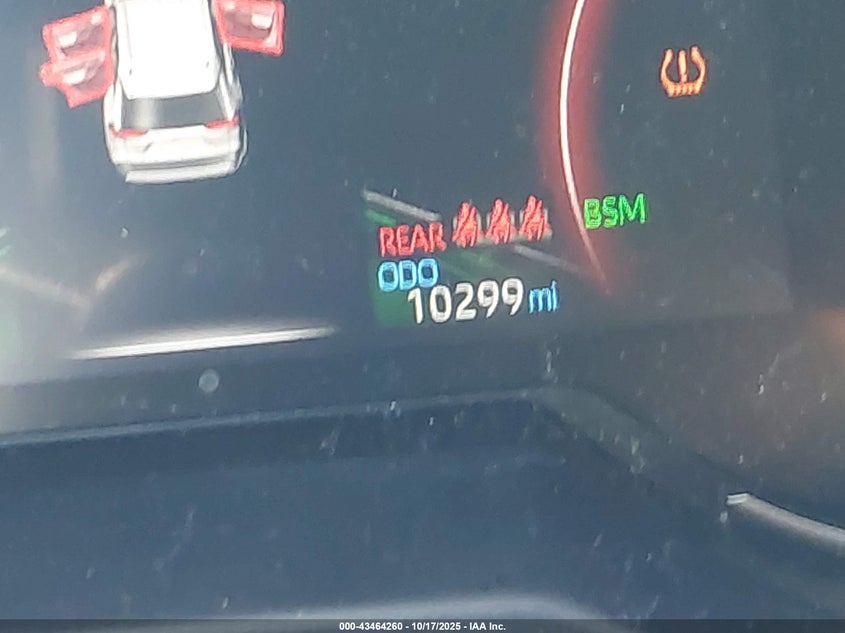 BSM
REAR
ODO
10299 mi
000-43464260 - 10/17/2025 - IAA Inc.